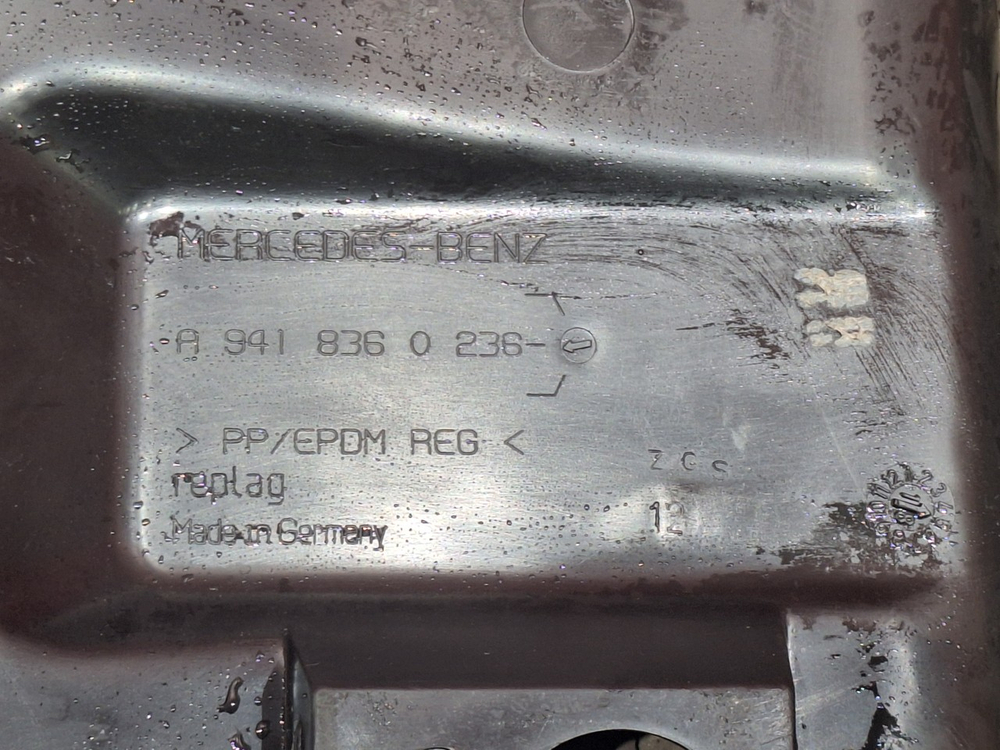 MERCEDES-BENZ
A 941 836 0 236-
> PP/EPDM REG <
replag
Made in Germany
12